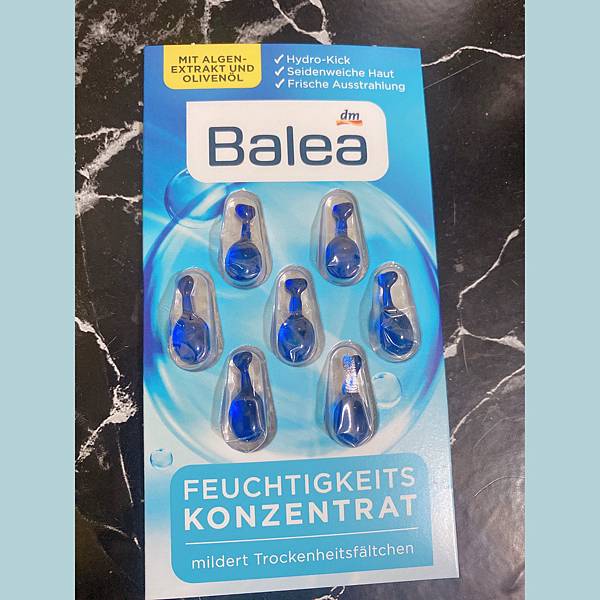 MIT ALGEN-
EXTRAKT UND
OLIVENÖL
✓ Hydro-Kick
✓ Seidenweiche Haut
✓ Frische Ausstrahlung
dm
Balea
FEUCHTIGKEITS
KONZENTRAT
mildert Trockenheitsfältchen